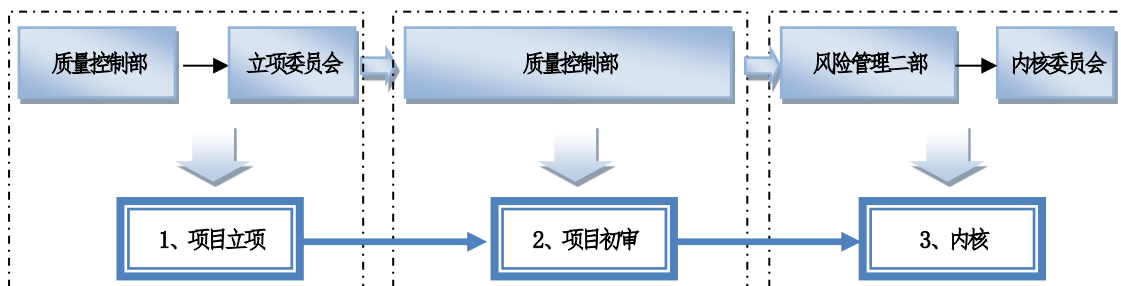 质量控制部
立项委员会
质量控制部
风险管理二部
内核委员会
1、项目立项
2、项目初审
3、内核